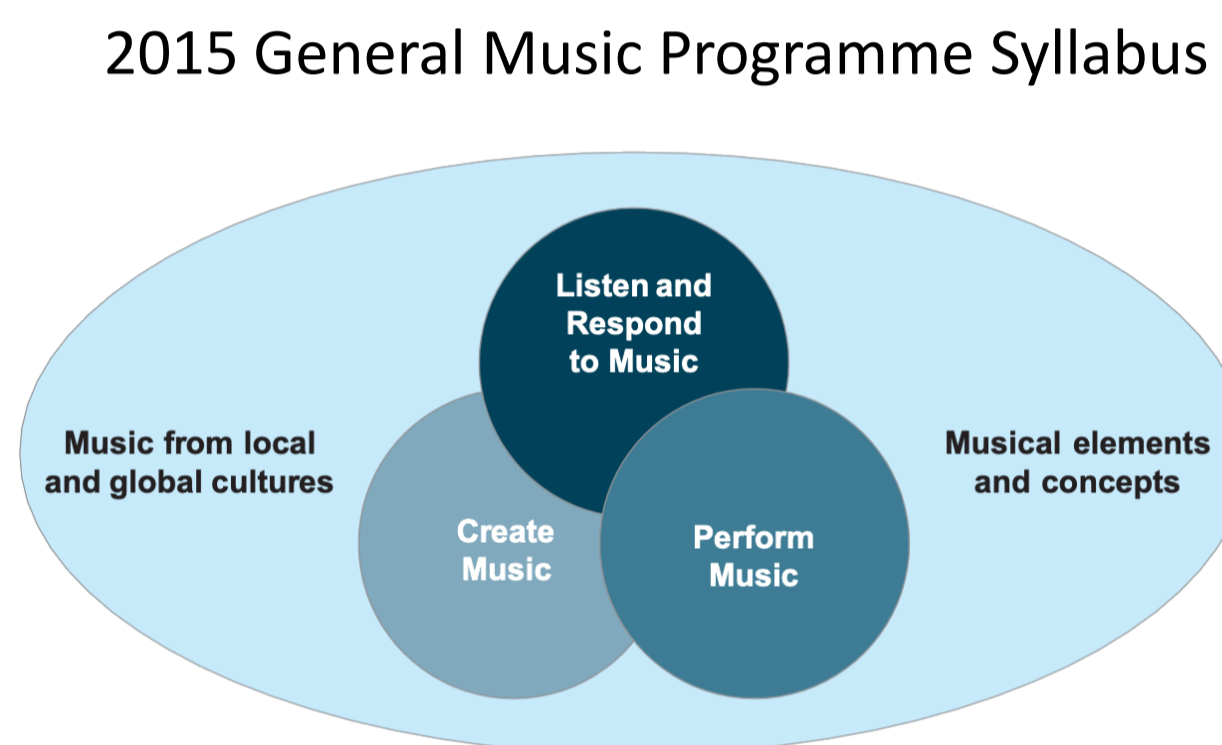 2015 General Music Programme Syllabus
Listen and
Respond
to Music
Music from local
and global cultures
Musical elements
and concepts
Create
Music
Perform
Music